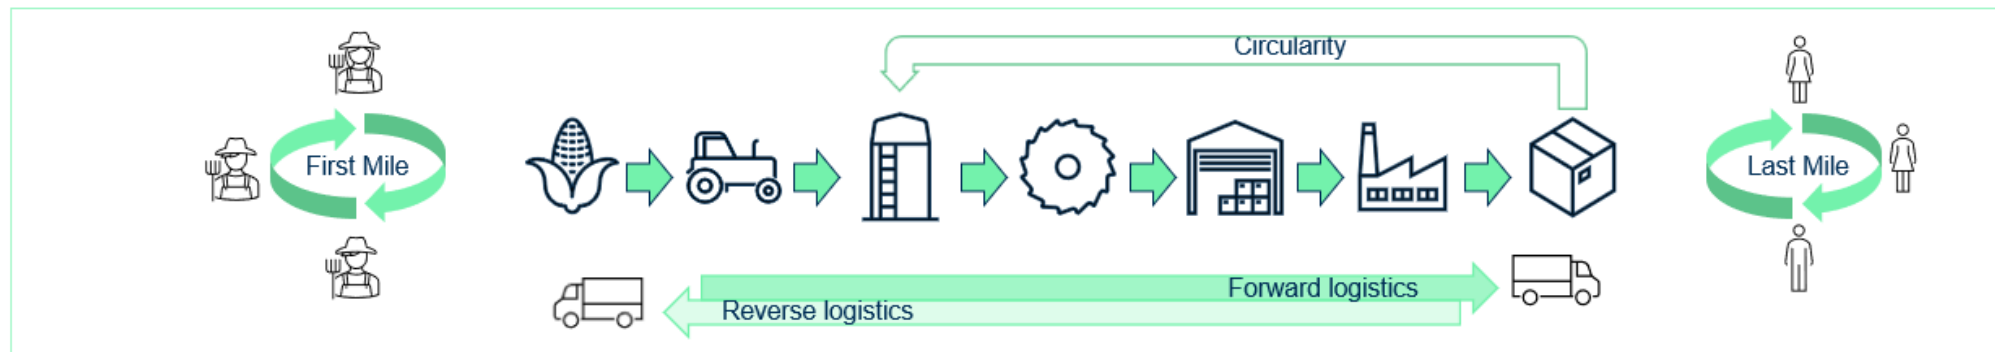 Circularity
First Mile
Last Mile
Forward logistics
Reverse logistics